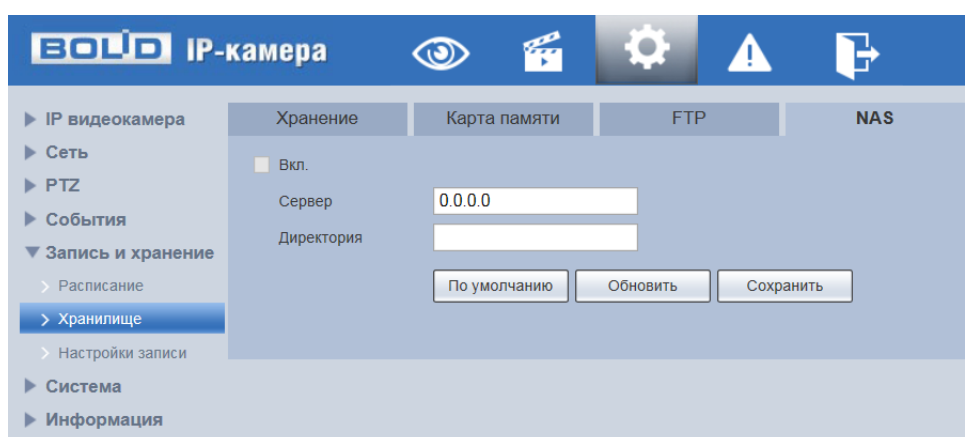 BOLID IP-камера
IP видеокамера
Сеть
PTZ
События
Запись и хранение
Расписание
Хранилище
Настройки записи
Система
Информация
Хранение Карта памяти FTP NAS
Вкл.
Сервер 0.0.0.0
Директория
По умолчанию Обновить Сохранить